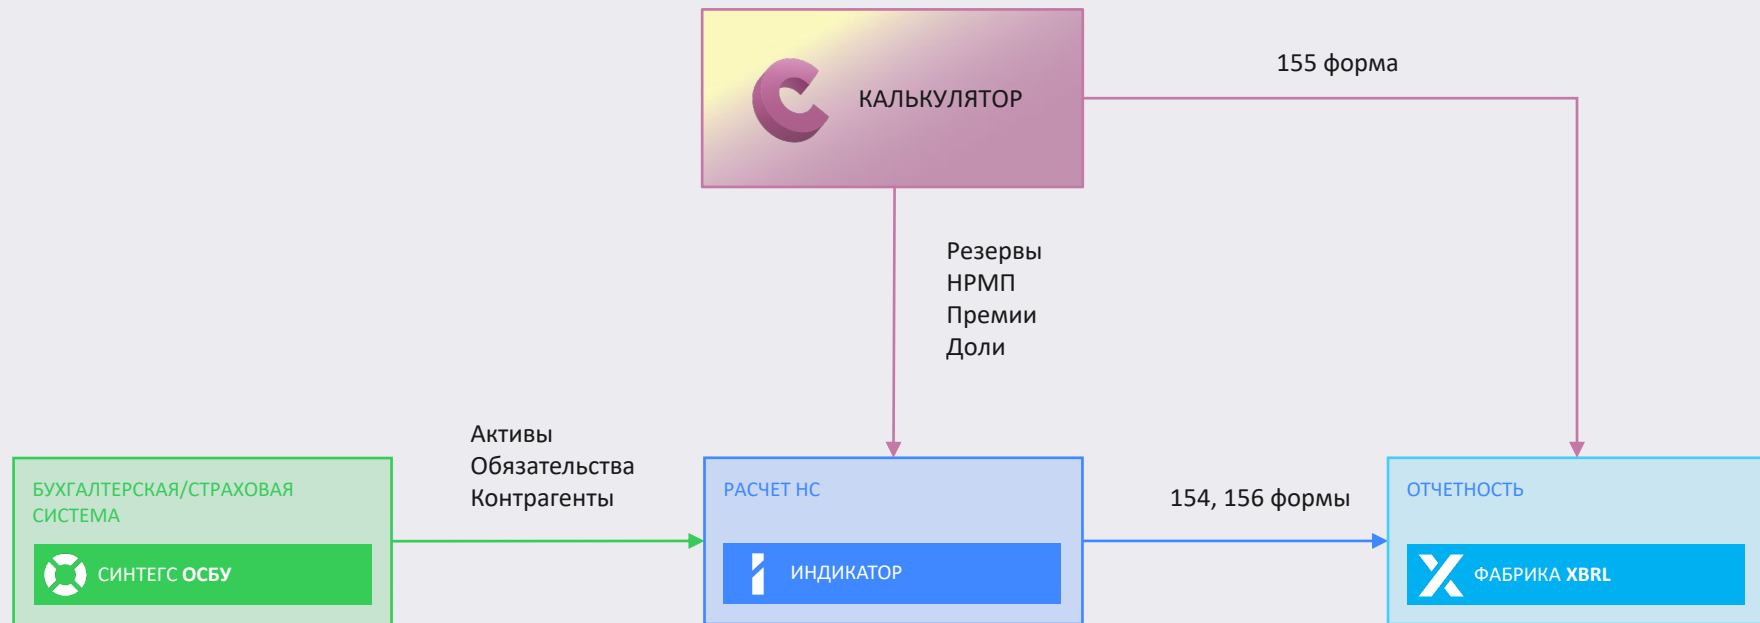 КАЛЬКУЛЯТОР
155 форма
Резервы
НРМП
Премии
Доли
Активы
Обязательства
Контрагенты
БУХГАЛТЕРСКАЯ/СТРАХОВАЯ
СИСТЕМА
СИНТЕГС ОСБУ
РАСЧЕТ НС
ИНДИКАТОР
154, 156 формы
ОТЧЕТНОСТЬ
ФАБРИКА XBRL